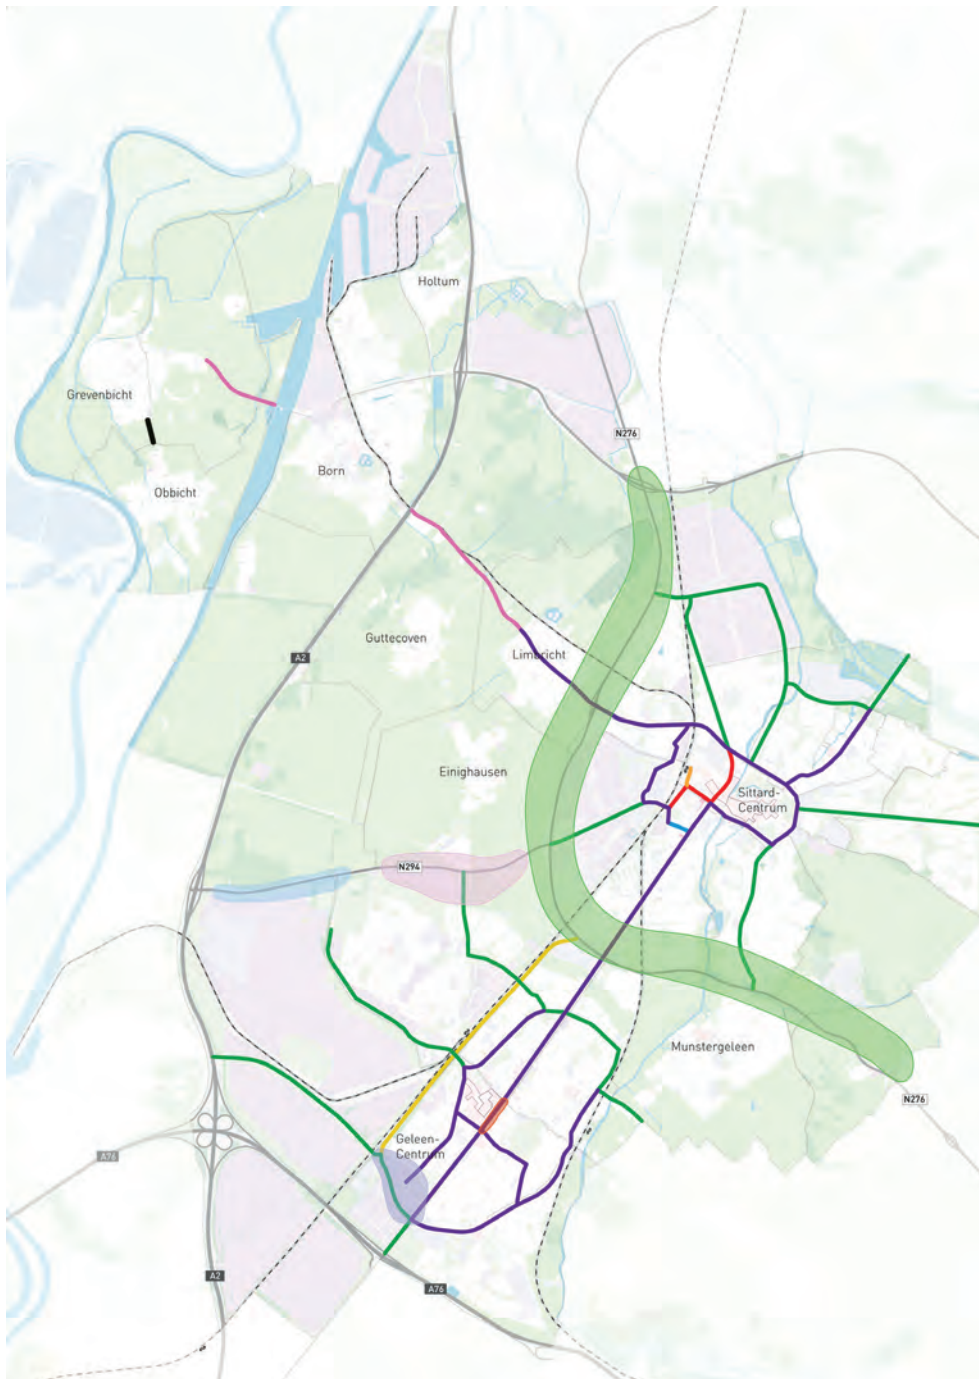 Holtum
Grevenbicht
N276
Born
Obbicht
Guttecoven
Limbricht
A2
Einighausen
Sittard-
Centrum
N294
Munstergeleen
N276
Geleen-
Centrum
A76
A2
A76